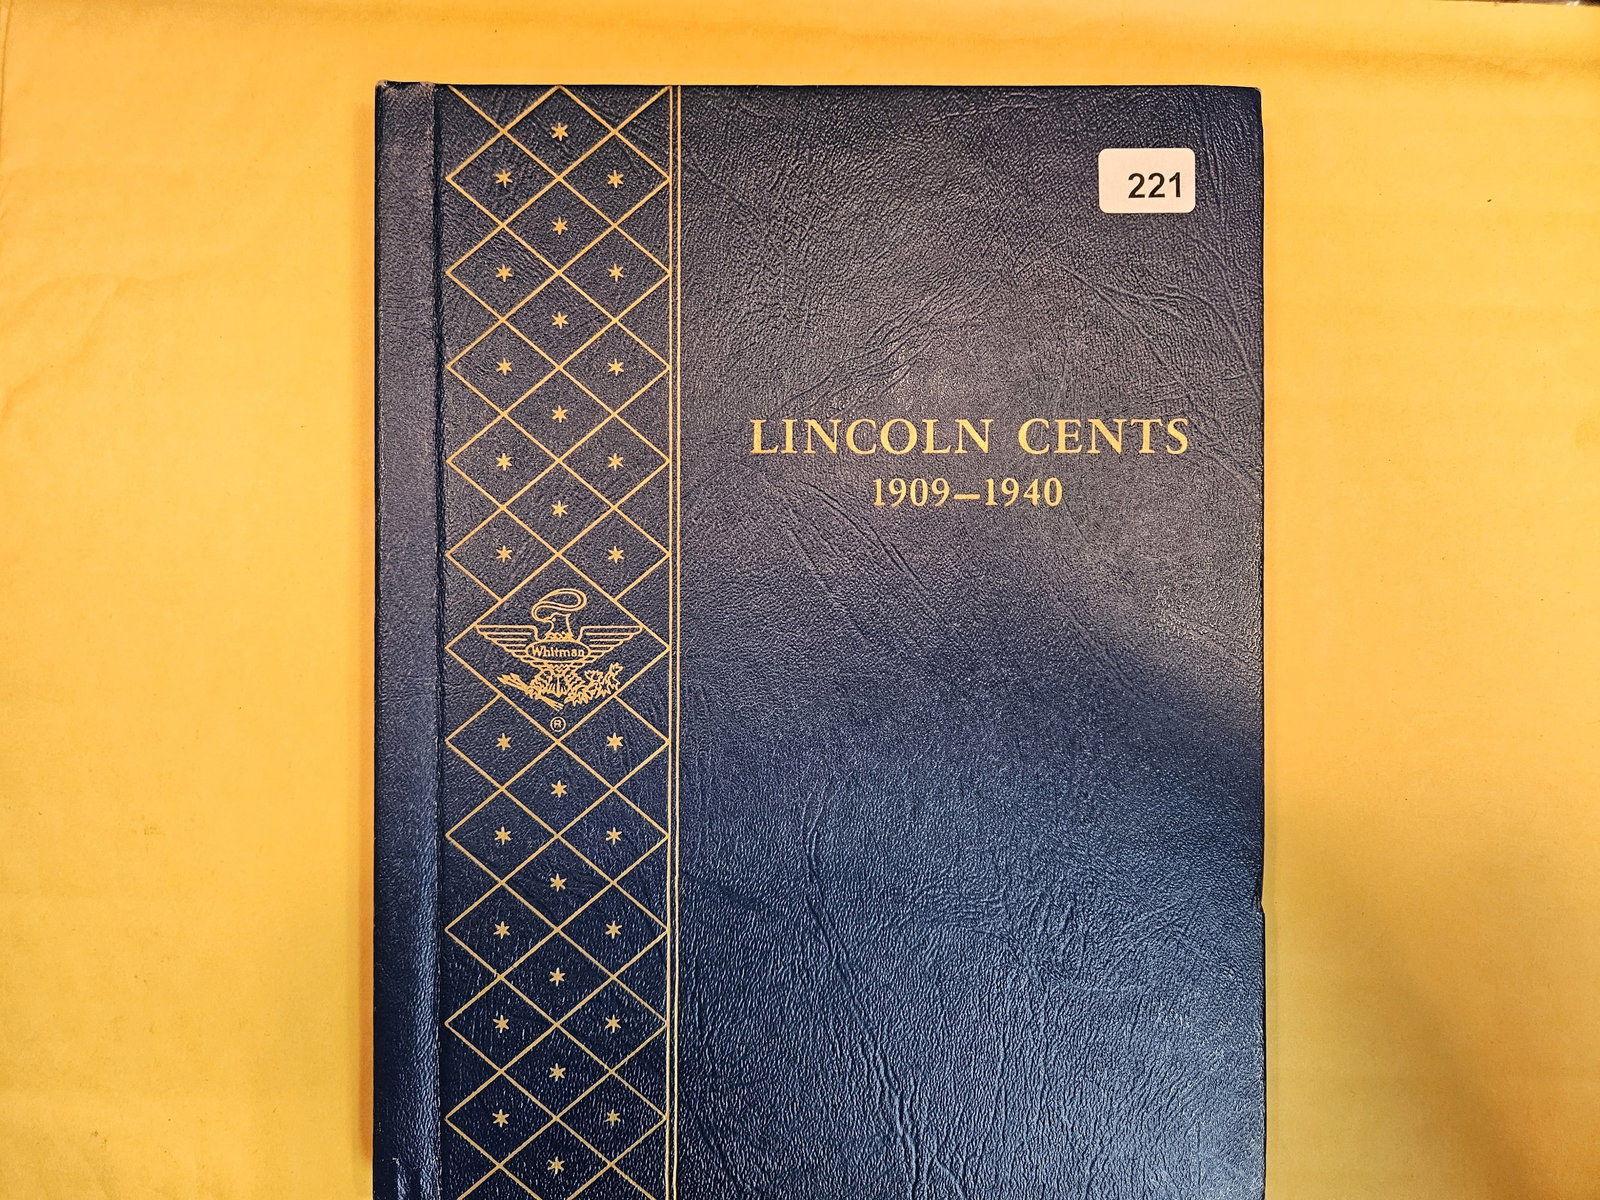 221
LINCOLN CENTS
1909–1940
Whitman
®